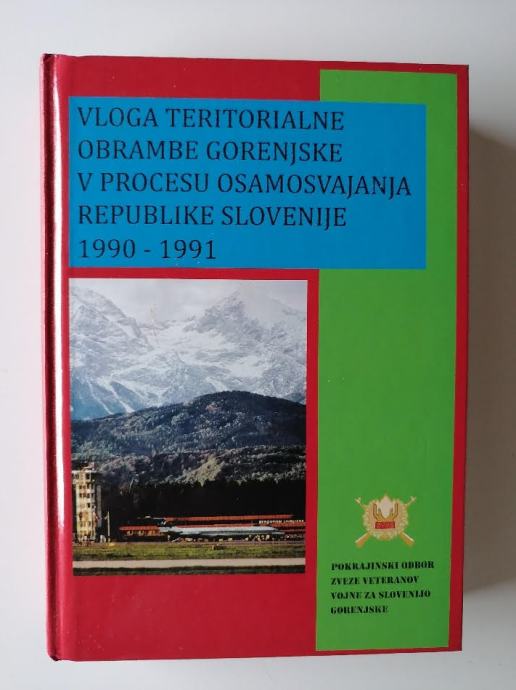 VLOGA TERITORIALNE
OBRAMBE GORENJSKE
V PROCESU OSAMOSVAJANJA
REPUBLIKE SLOVENIJE
1990 - 1991
POKRAJINSKI ODBOR
ZVEZE VETERANOV
VOJNE ZA SLOVENIJO
GORENJSKE